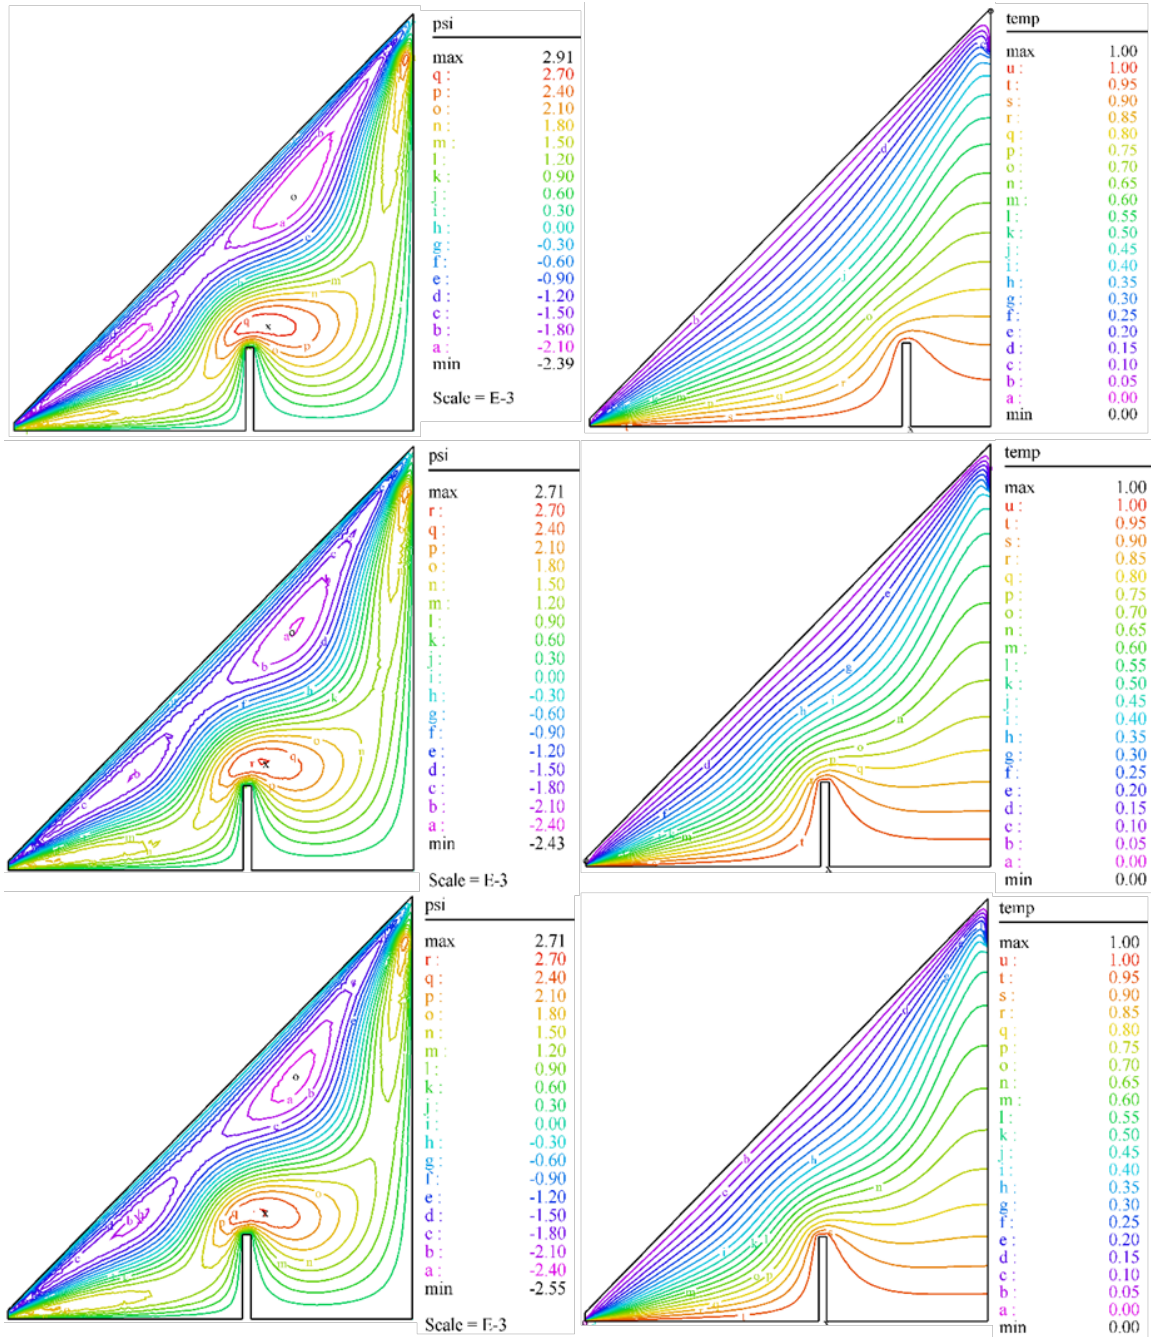 psi
max 2.91
q : 2.70
p : 2.40
o : 2.10
n : 1.80
m : 1.50
l : 1.20
k : 0.90
j : 0.60
i : 0.30
h : 0.00
g : -0.30
f : -0.60
e : -0.90
d : -1.20
c : -1.50
b : -1.80
a : -2.10
min -2.39
Scale = E-3
temp
max 1.00
u : 1.00
t : 0.95
s : 0.90
r : 0.85
q : 0.80
p : 0.75
o : 0.70
n : 0.65
m : 0.60
l : 0.55
k : 0.50
j : 0.45
i : 0.40
h : 0.35
g : 0.30
f : 0.25
e : 0.20
d : 0.15
c : 0.10
b : 0.05
a : 0.00
min 0.00
psi
max 2.71
r : 2.70
q : 2.40
p : 2.10
o : 1.80
n : 1.50
m : 1.20
l : 0.90
k : 0.60
j : 0.30
i : 0.00
h : -0.30
g : -0.60
f : -0.90
e : -1.20
d : -1.50
c : -1.80
b : -2.10
a : -2.40
min -2.43
Scale = E-3
temp
max 1.00
u : 1.00
t : 0.95
s : 0.90
r : 0.85
q : 0.80
p : 0.75
o : 0.70
n : 0.65
m : 0.60
l : 0.55
k : 0.50
j : 0.45
i : 0.40
h : 0.35
g : 0.30
f : 0.25
e : 0.20
d : 0.15
c : 0.10
b : 0.05
a : 0.00
min 0.00
psi
max 2.71
r : 2.70
q : 2.40
p : 2.10
o : 1.80
n : 1.50
m : 1.20
l : 0.90
k : 0.60
j : 0.30
i : 0.00
h : -0.30
g : -0.60
f : -0.90
e : -1.20
d : -1.50
c : -1.80
b : -2.10
a : -2.40
min -2.55
Scale = E-3
temp
max 1.00
u : 1.00
t : 0.95
s : 0.90
r : 0.85
q : 0.80
p : 0.75
o : 0.70
n : 0.65
m : 0.60
l : 0.55
k : 0.50
j : 0.45
i : 0.40
h : 0.35
g : 0.30
f : 0.25
e : 0.20
d : 0.15
c : 0.10
b : 0.05
a : 0.00
min 0.00